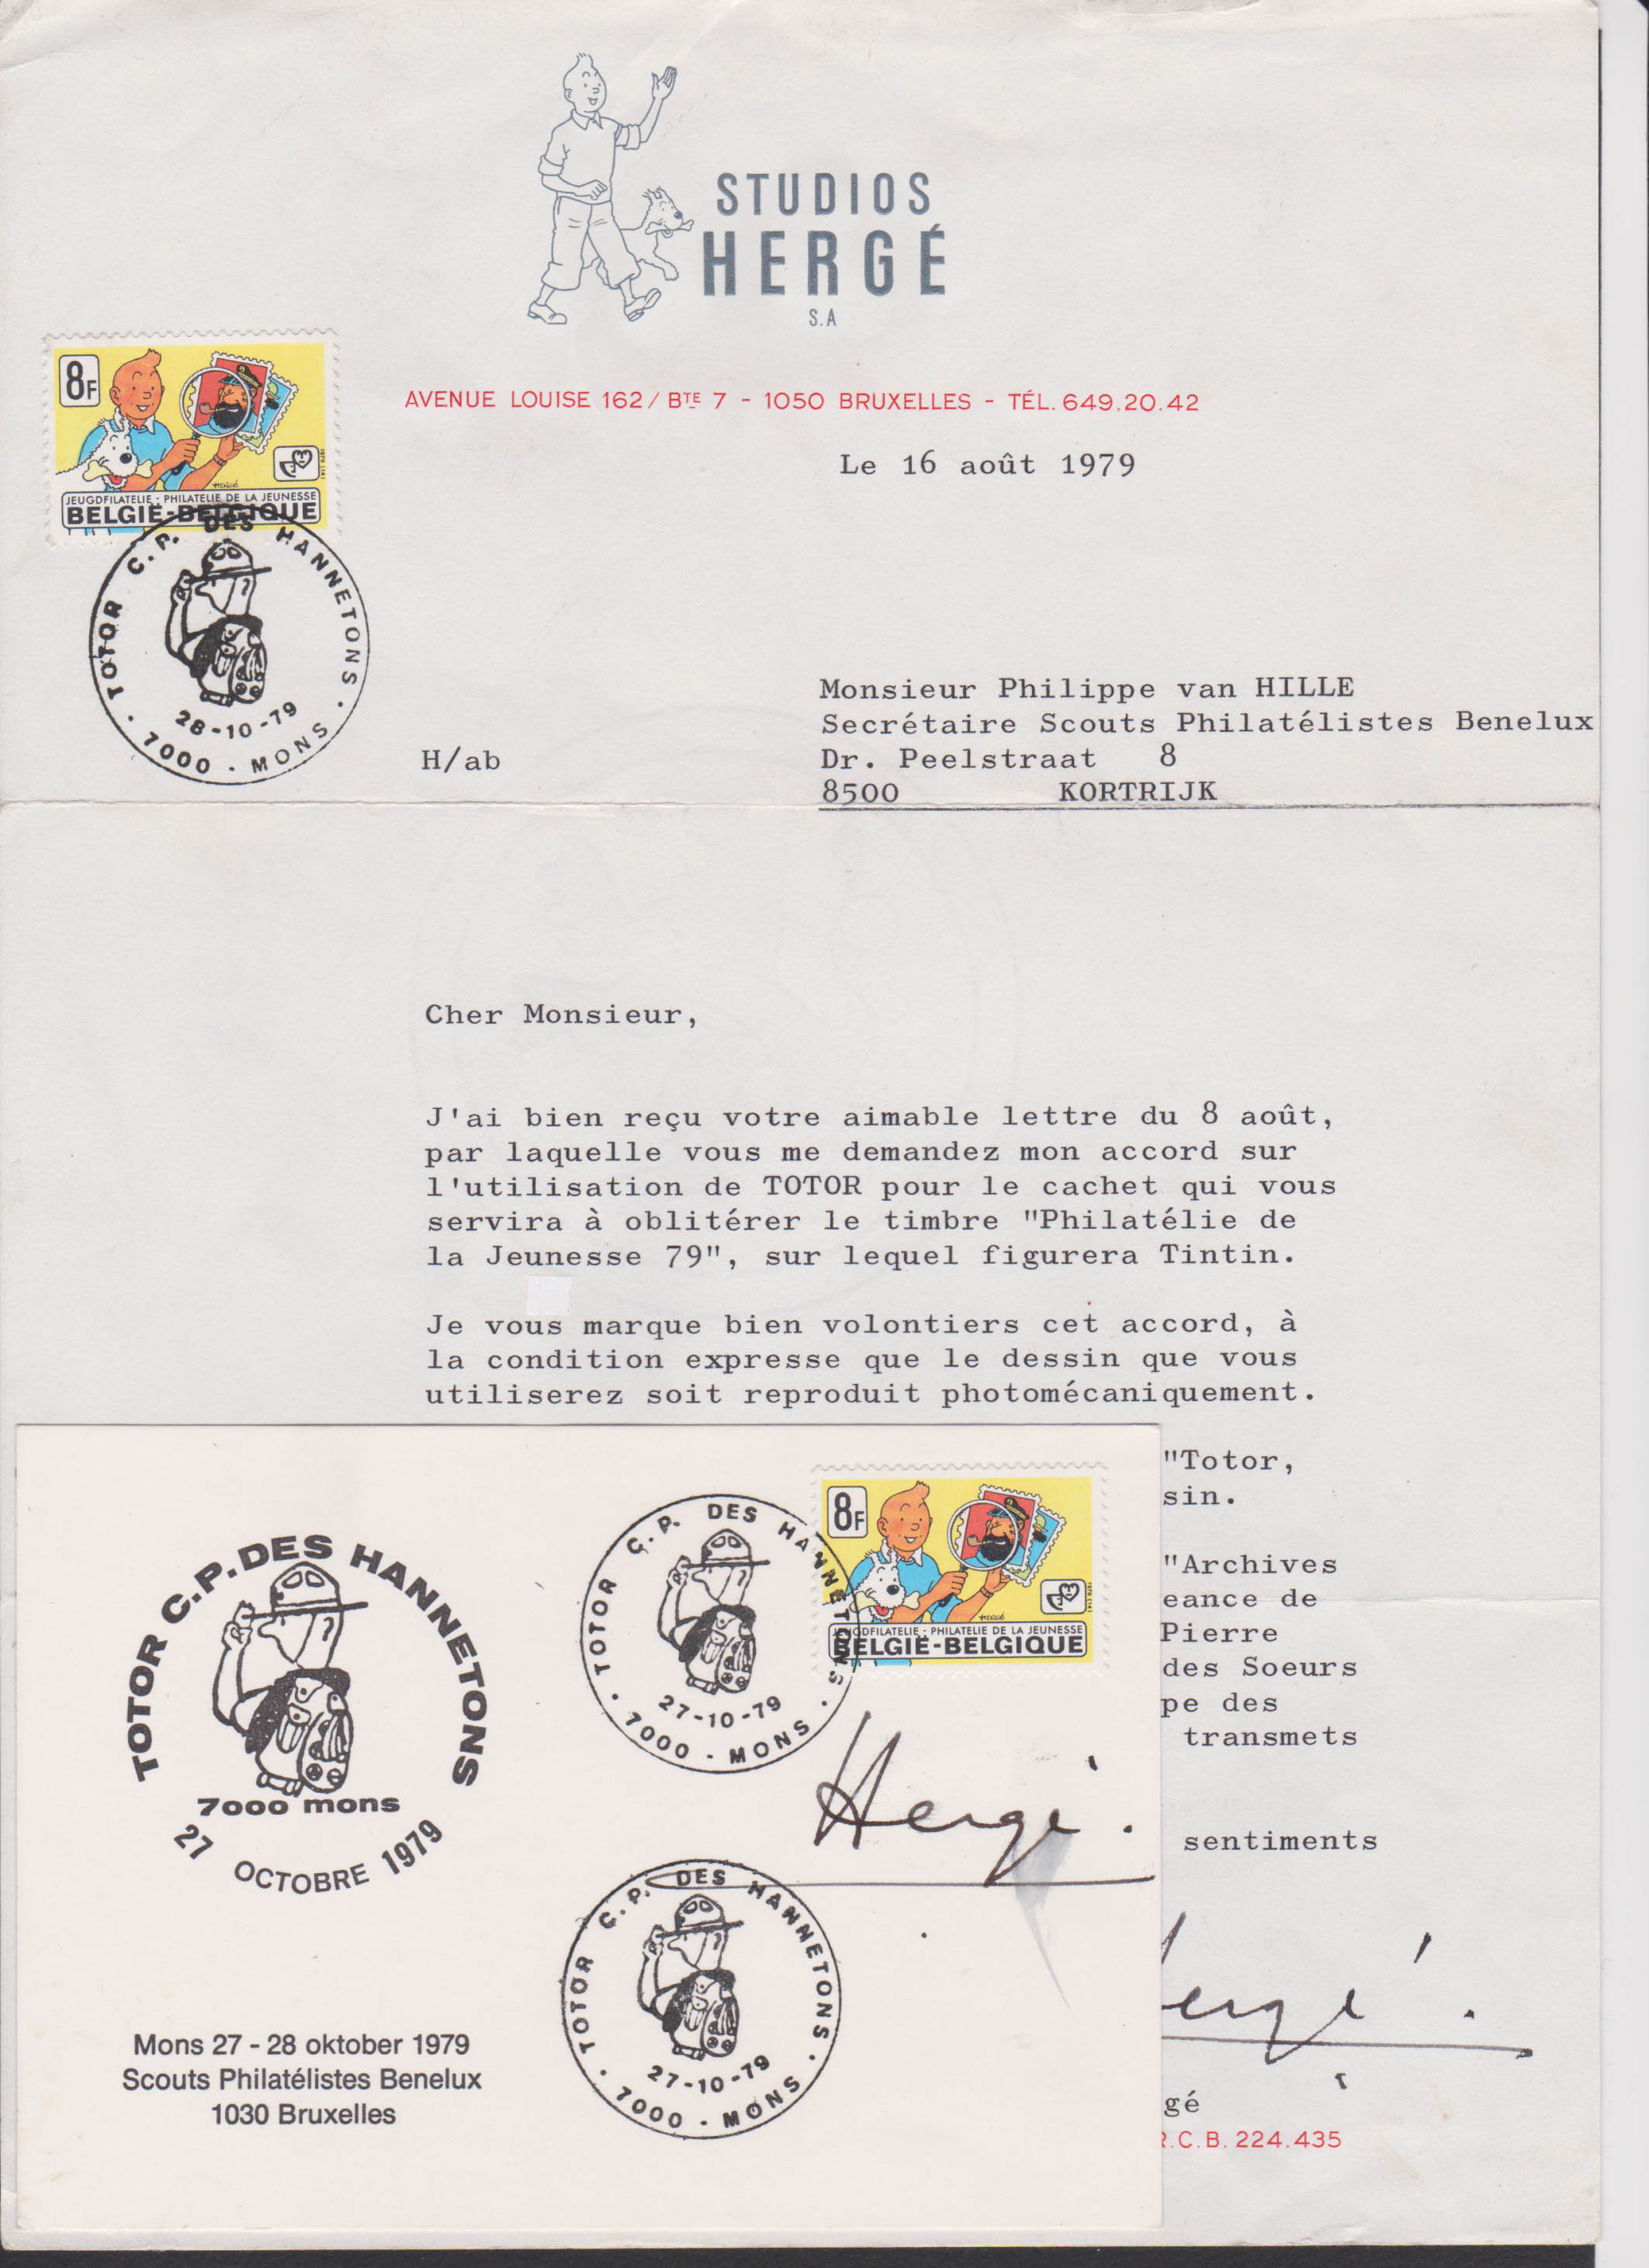 STUDIOS
HERGÉ
S.A
AVENUE LOUISE 162 / BTE 7 - 1050 BRUXELLES - TÉL. 649.20.42
Le 16 août 1979
8F
HERGÉ
JEUGDFILATELIE - PHILATELIE DE LA JEUNESSE
BELGIË-BELGIQUE
TOTOR C.P. DES HANNETONS
28-10-79
7000 - MONS
Monsieur Philippe van HILLE
Secrétaire Scouts Philatélistes Benelux
H/ab
Dr. Peelstraat 8
8500 KORTRIJK
Cher Monsieur,
J'ai bien reçu votre aimable lettre du 8 août,
par laquelle vous me demandez mon accord sur
l'utilisation de TOTOR pour le cachet qui vous
servira à oblitérer le timbre "Philatélie de
la Jeunesse 79", sur lequel figurera Tintin.
Je vous marque bien volontiers cet accord, à
la condition expresse que le dessin que vous
utiliserez soit reproduit photomécaniquement.
"Totor,
sin.
"Archives
eance de
Pierre
des Soeurs
pe des
transmets
sentiments
ergé
gé
R.C.B. 224.435
TOTOR C.P. DES HANNETONS
7000 mons
27 OCTOBRE 1979
TOTOR C.P. DES HANNETONS
27-10-79
7000 - MONS
8F
HERGÉ
JEUGDFILATELIE - PHILATELIE DE LA JEUNESSE
BELGIË-BELGIQUE
Hergé.
TOTOR C.P. DES HANNETONS
27-10-79
7000 - MONS
Mons 27 - 28 oktober 1979
Scouts Philatélistes Benelux
1030 Bruxelles